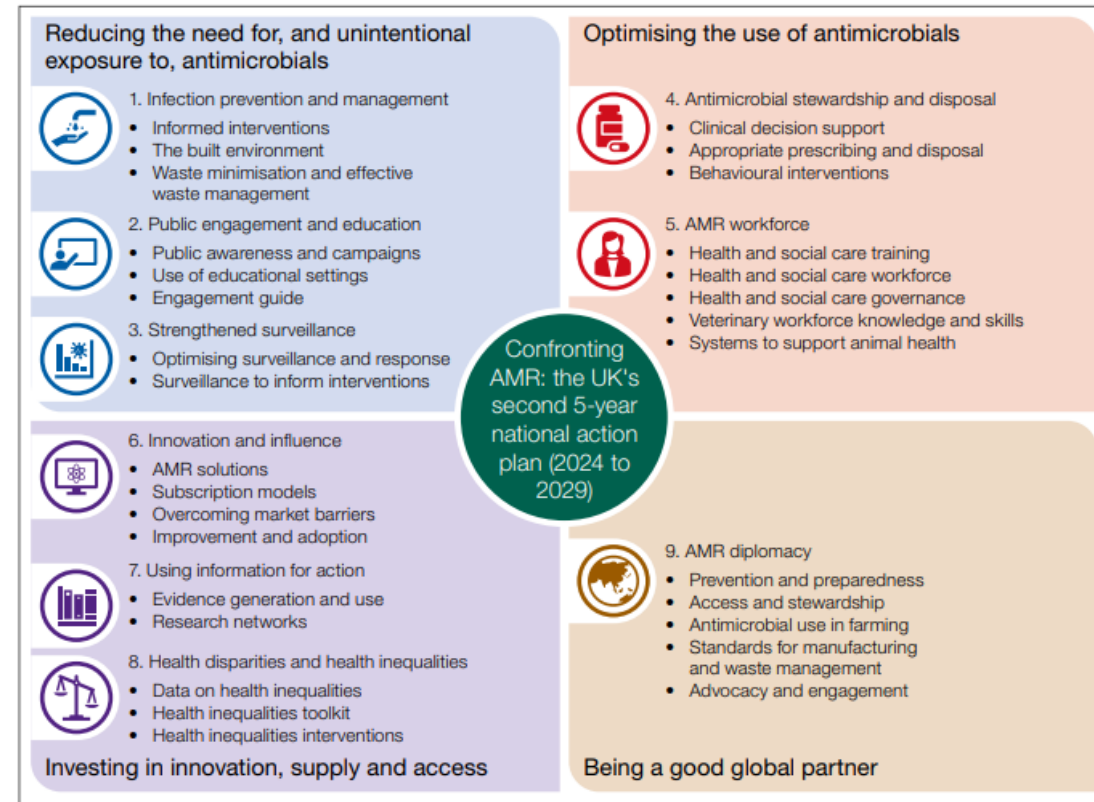 Reducing the need for, and unintentional
exposure to, antimicrobials
1. Infection prevention and management
• Informed interventions
• The built environment
• Waste minimisation and effective
waste management
2. Public engagement and education
• Public awareness and campaigns
• Use of educational settings
• Engagement guide
3. Strengthened surveillance
• Optimising surveillance and response
• Surveillance to inform interventions
Optimising the use of antimicrobials
4. Antimicrobial stewardship and disposal
• Clinical decision support
• Appropriate prescribing and disposal
• Behavioural interventions
5. AMR workforce
• Health and social care training
• Health and social care workforce
• Health and social care governance
• Veterinary workforce knowledge and skills
• Systems to support animal health
Confronting
AMR: the UK's
second 5-year
national action
plan (2024 to
2029)
6. Innovation and influence
• AMR solutions
• Subscription models
• Overcoming market barriers
• Improvement and adoption
7. Using information for action
• Evidence generation and use
• Research networks
8. Health disparities and health inequalities
• Data on health inequalities
• Health inequalities toolkit
• Health inequalities interventions
Investing in innovation, supply and access
9. AMR diplomacy
• Prevention and preparedness
• Access and stewardship
• Antimicrobial use in farming
• Standards for manufacturing
and waste management
• Advocacy and engagement
Being a good global partner